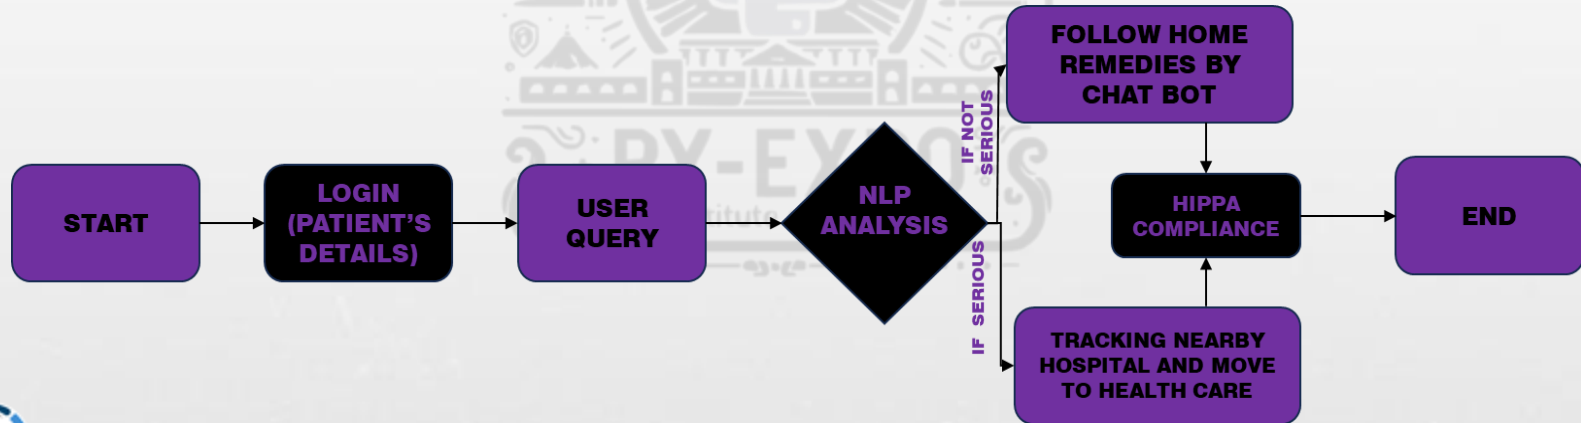 START
LOGIN
(PATIENT'S
DETAILS)
USER
QUERY
NLP
ANALYSIS
IF NOT
SERIOUS
IF SERIOUS
FOLLOW HOME
REMEDIES BY
CHAT BOT
TRACKING NEARBY
HOSPITAL AND MOVE
TO HEALTH CARE
HIPPA
COMPLIANCE
END